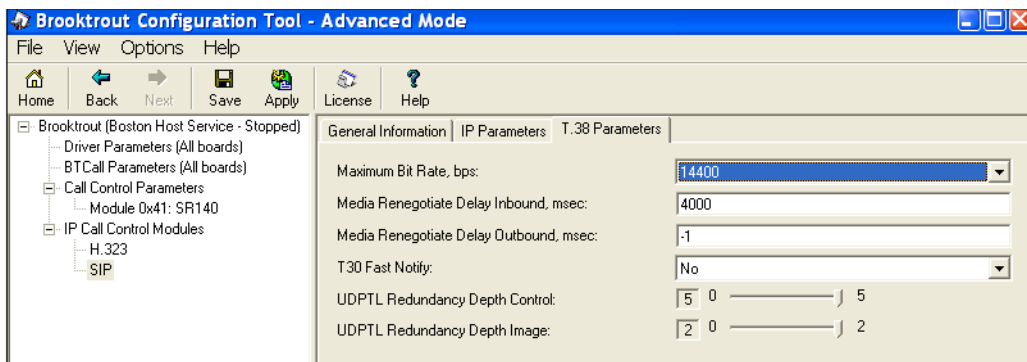 Brooktrout Configuration Tool - Advanced Mode
File View Options Help
Home Back Next Save Apply License Help
Brooktrout (Boston Host Service - Stopped)
Driver Parameters (All boards)
BTCall Parameters (All boards)
Call Control Parameters
Module 0x41: SR140
IP Call Control Modules
H.323
SIP
General Information IP Parameters T.38 Parameters
Maximum Bit Rate, bps: 14400
Media Renegotiate Delay Inbound, msec: 4000
Media Renegotiate Delay Outbound, msec: -1
T30 Fast Notify: No
UDPTL Redundancy Depth Control: 5 0 5
UDPTL Redundancy Depth Image: 2 0 2